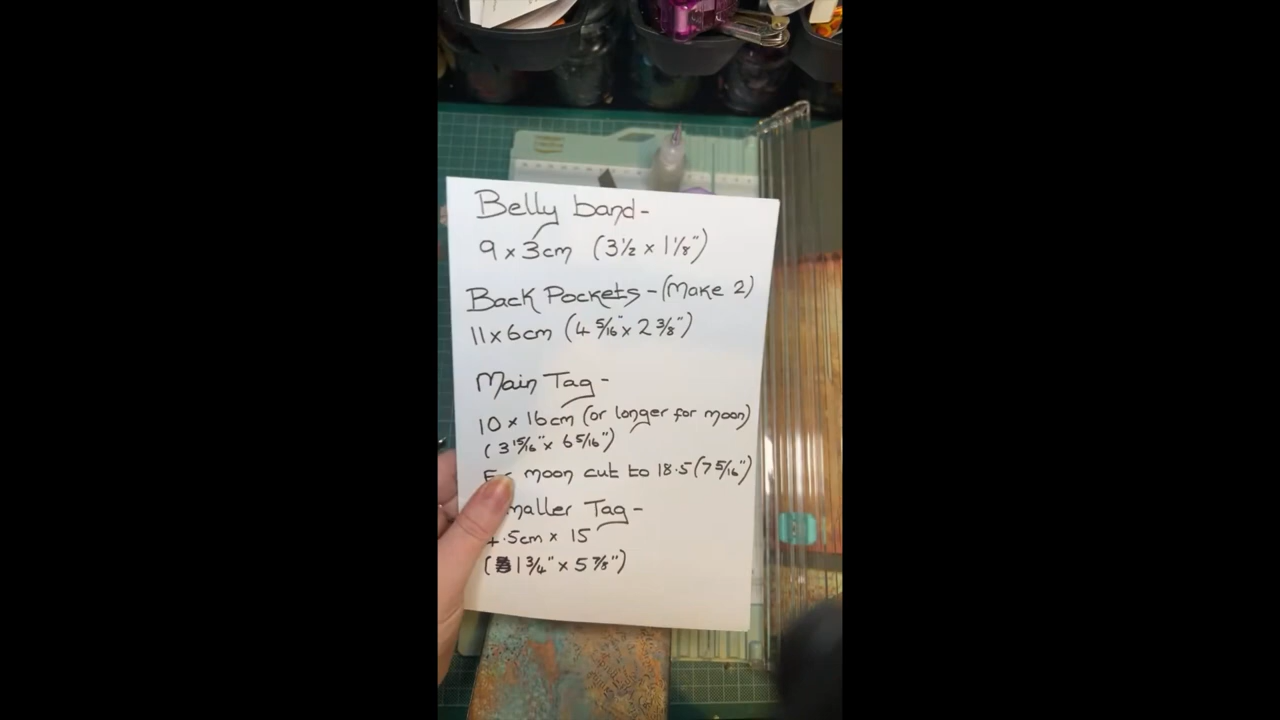 Belly band-
9 x 3cm (3½ x 1⅛")
Back Pockets - (Make 2)
11 x 6cm (4 5/16" x 2 3/8")
Main Tag -
10 x 16cm (or longer for moon)
(3 15/16" x 6 5/16")
moon cut to 18.5 (7 5/16")
maller Tag -
.5cm x 15
(1 3/4" x 5 7/8")